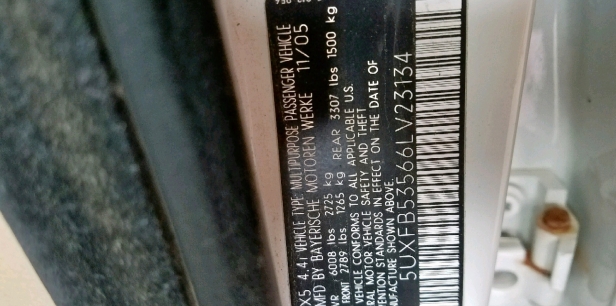 X5 4.4i VEHICLE TYPE: MULTIPURPOSE PASSENGER VEHICLE
MFD BY BAYERISCHE MOTOREN WERKE 11/05
6008 lbs 2725 kg
FRONT 2789 lbs 1265 kg REAR 3307 lbs 1500 kg
VEHICLE CONFORMS TO ALL APPLICABLE U.S.
RAL MOTOR VEHICLE SAFETY AND THEFT
ENTION STANDARDS IN EFFECT ON THE DATE OF
UFACTURE SHOWN ABOVE.
5UXFB53566LV23134